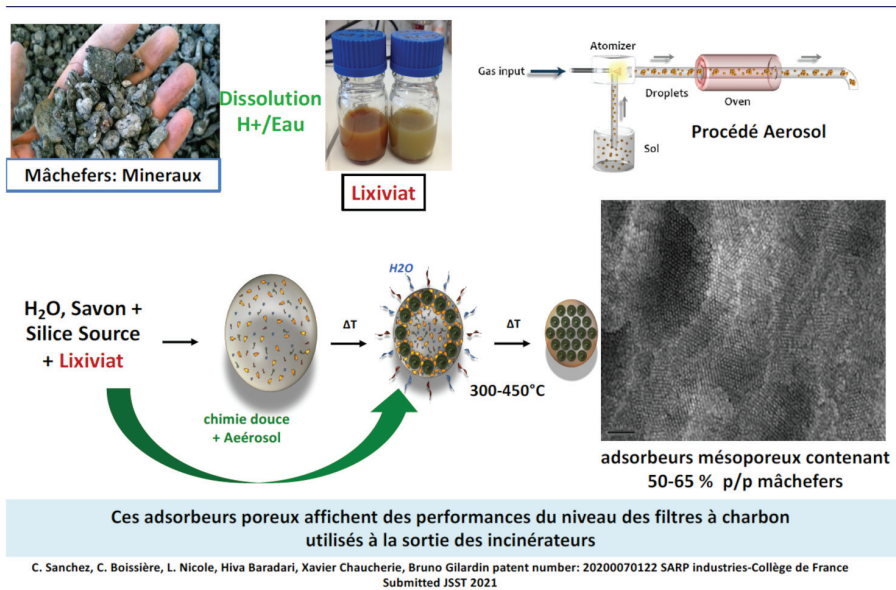 Mâchefers: Mineraux
Dissolution
H+/Eau
Lixiviat
Atomizer
Gas input
Droplets
Oven
Sol
Procédé Aerosol
H₂O, Savon +
Silice Source
+ Lixiviat
chimie douce
+ Aeérosol
ΔT
H2O
ΔT
300-450°C
adsorbeurs mésoporeux contenant
50-65 % p/p mâchefers
Ces adsorbeurs poreux affichent des performances du niveau des filtres à charbon
utilisés à la sortie des incinérateurs
C. Sanchez, C. Boissière, L. Nicole, Hiva Baradari, Xavier Chaucherie, Bruno Gilardin patent number: 20200070122 SARP industries-Collège de France
Submitted JSST 2021